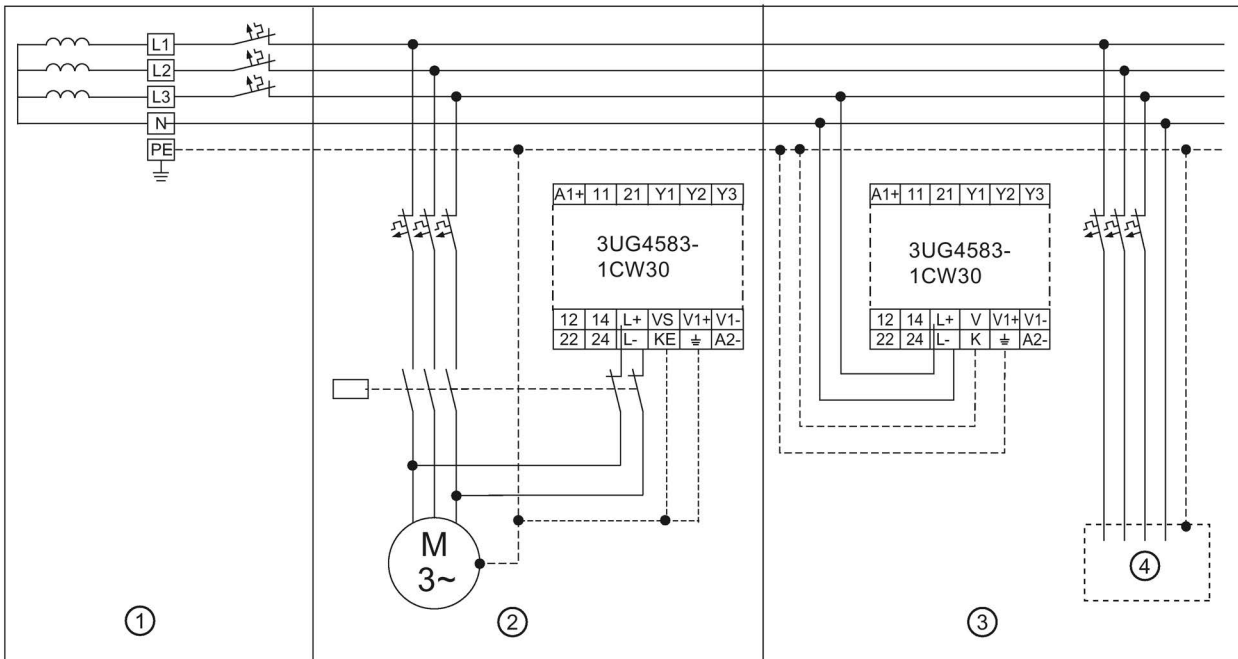 L1
L2
L3
N
PE
A1+ 11 21 Y1 Y2 Y3
3UG4583-
1CW30
12 14 L+ VS V1+ V1-
22 24 L- KE ⏚ A2-
M
3~
A1+ 11 21 Y1 Y2 Y3
3UG4583-
1CW30
12 14 L+ V V1+ V1-
22 24 L- K ⏚ A2-
① ② ③ ④